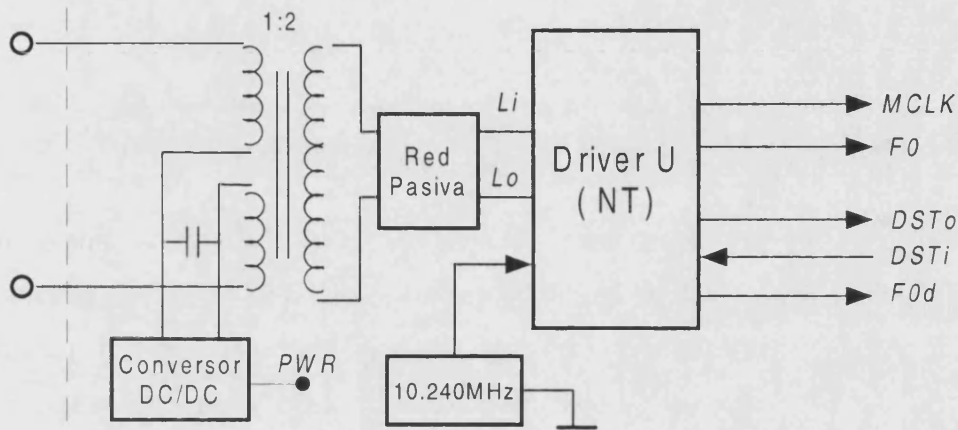 1:2
Li
Lo
Red
Pasiva
Driver U
(NT)
MCLK
F0
DSTo
DSTi
F0d
Conversor
DC/DC
PWR
10.240MHz